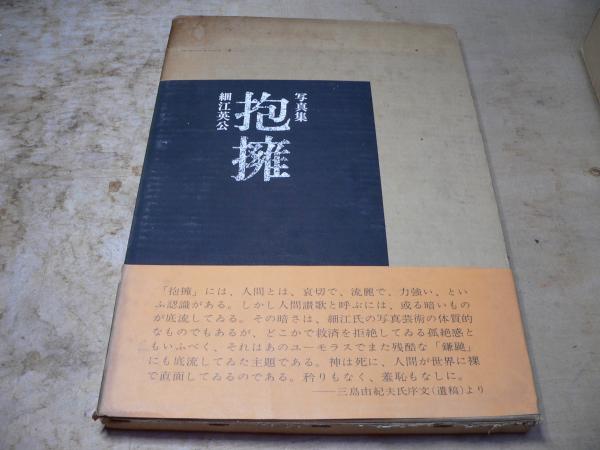 写真集
抱擁
細江英公
「抱擁」には、人間とは、哀切で、流麗で、力強い、とい
ふ認識がある。しかし人間讃歌と呼ぶには、或る暗いもの
が底流してゐる。その暗さは、細江氏の写真芸術の体質的
なものでもあるが、どこかで救済を拒絶してゐる孤絶感と
もいふべく、それはあのユーモラスでまた残酷な「鎌鼬」
にも底流してゐた主題である。神は死に、人間が世界に裸
で直面してゐるのである。矜りもなく、羞恥もなしに。
──三島由紀夫氏序文(遺稿)より